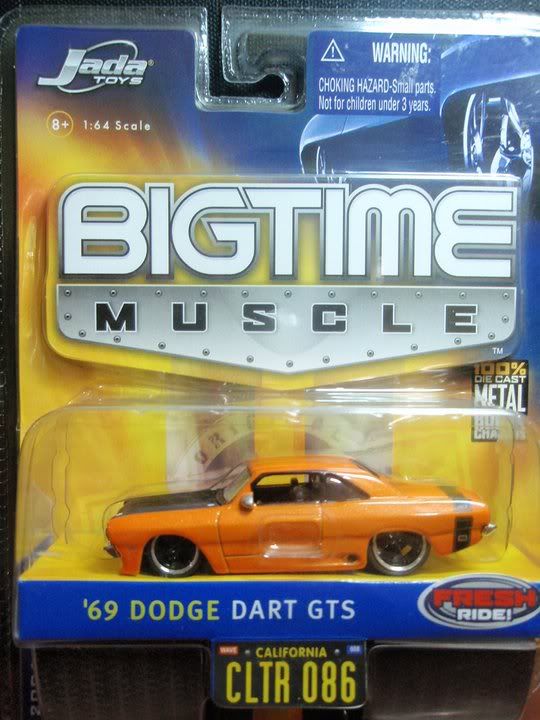 Jada®
TOYS
8+ 1:64 Scale
WARNING:
CHOKING HAZARD-Small parts.
Not for children under 3 years.
BIGTIME
MUSCLE
TM
100%
DIE CAST
METAL
'69 DODGE DART GTS
FRESH
RIDE!
WAVE CALIFORNIA
CLTR 086